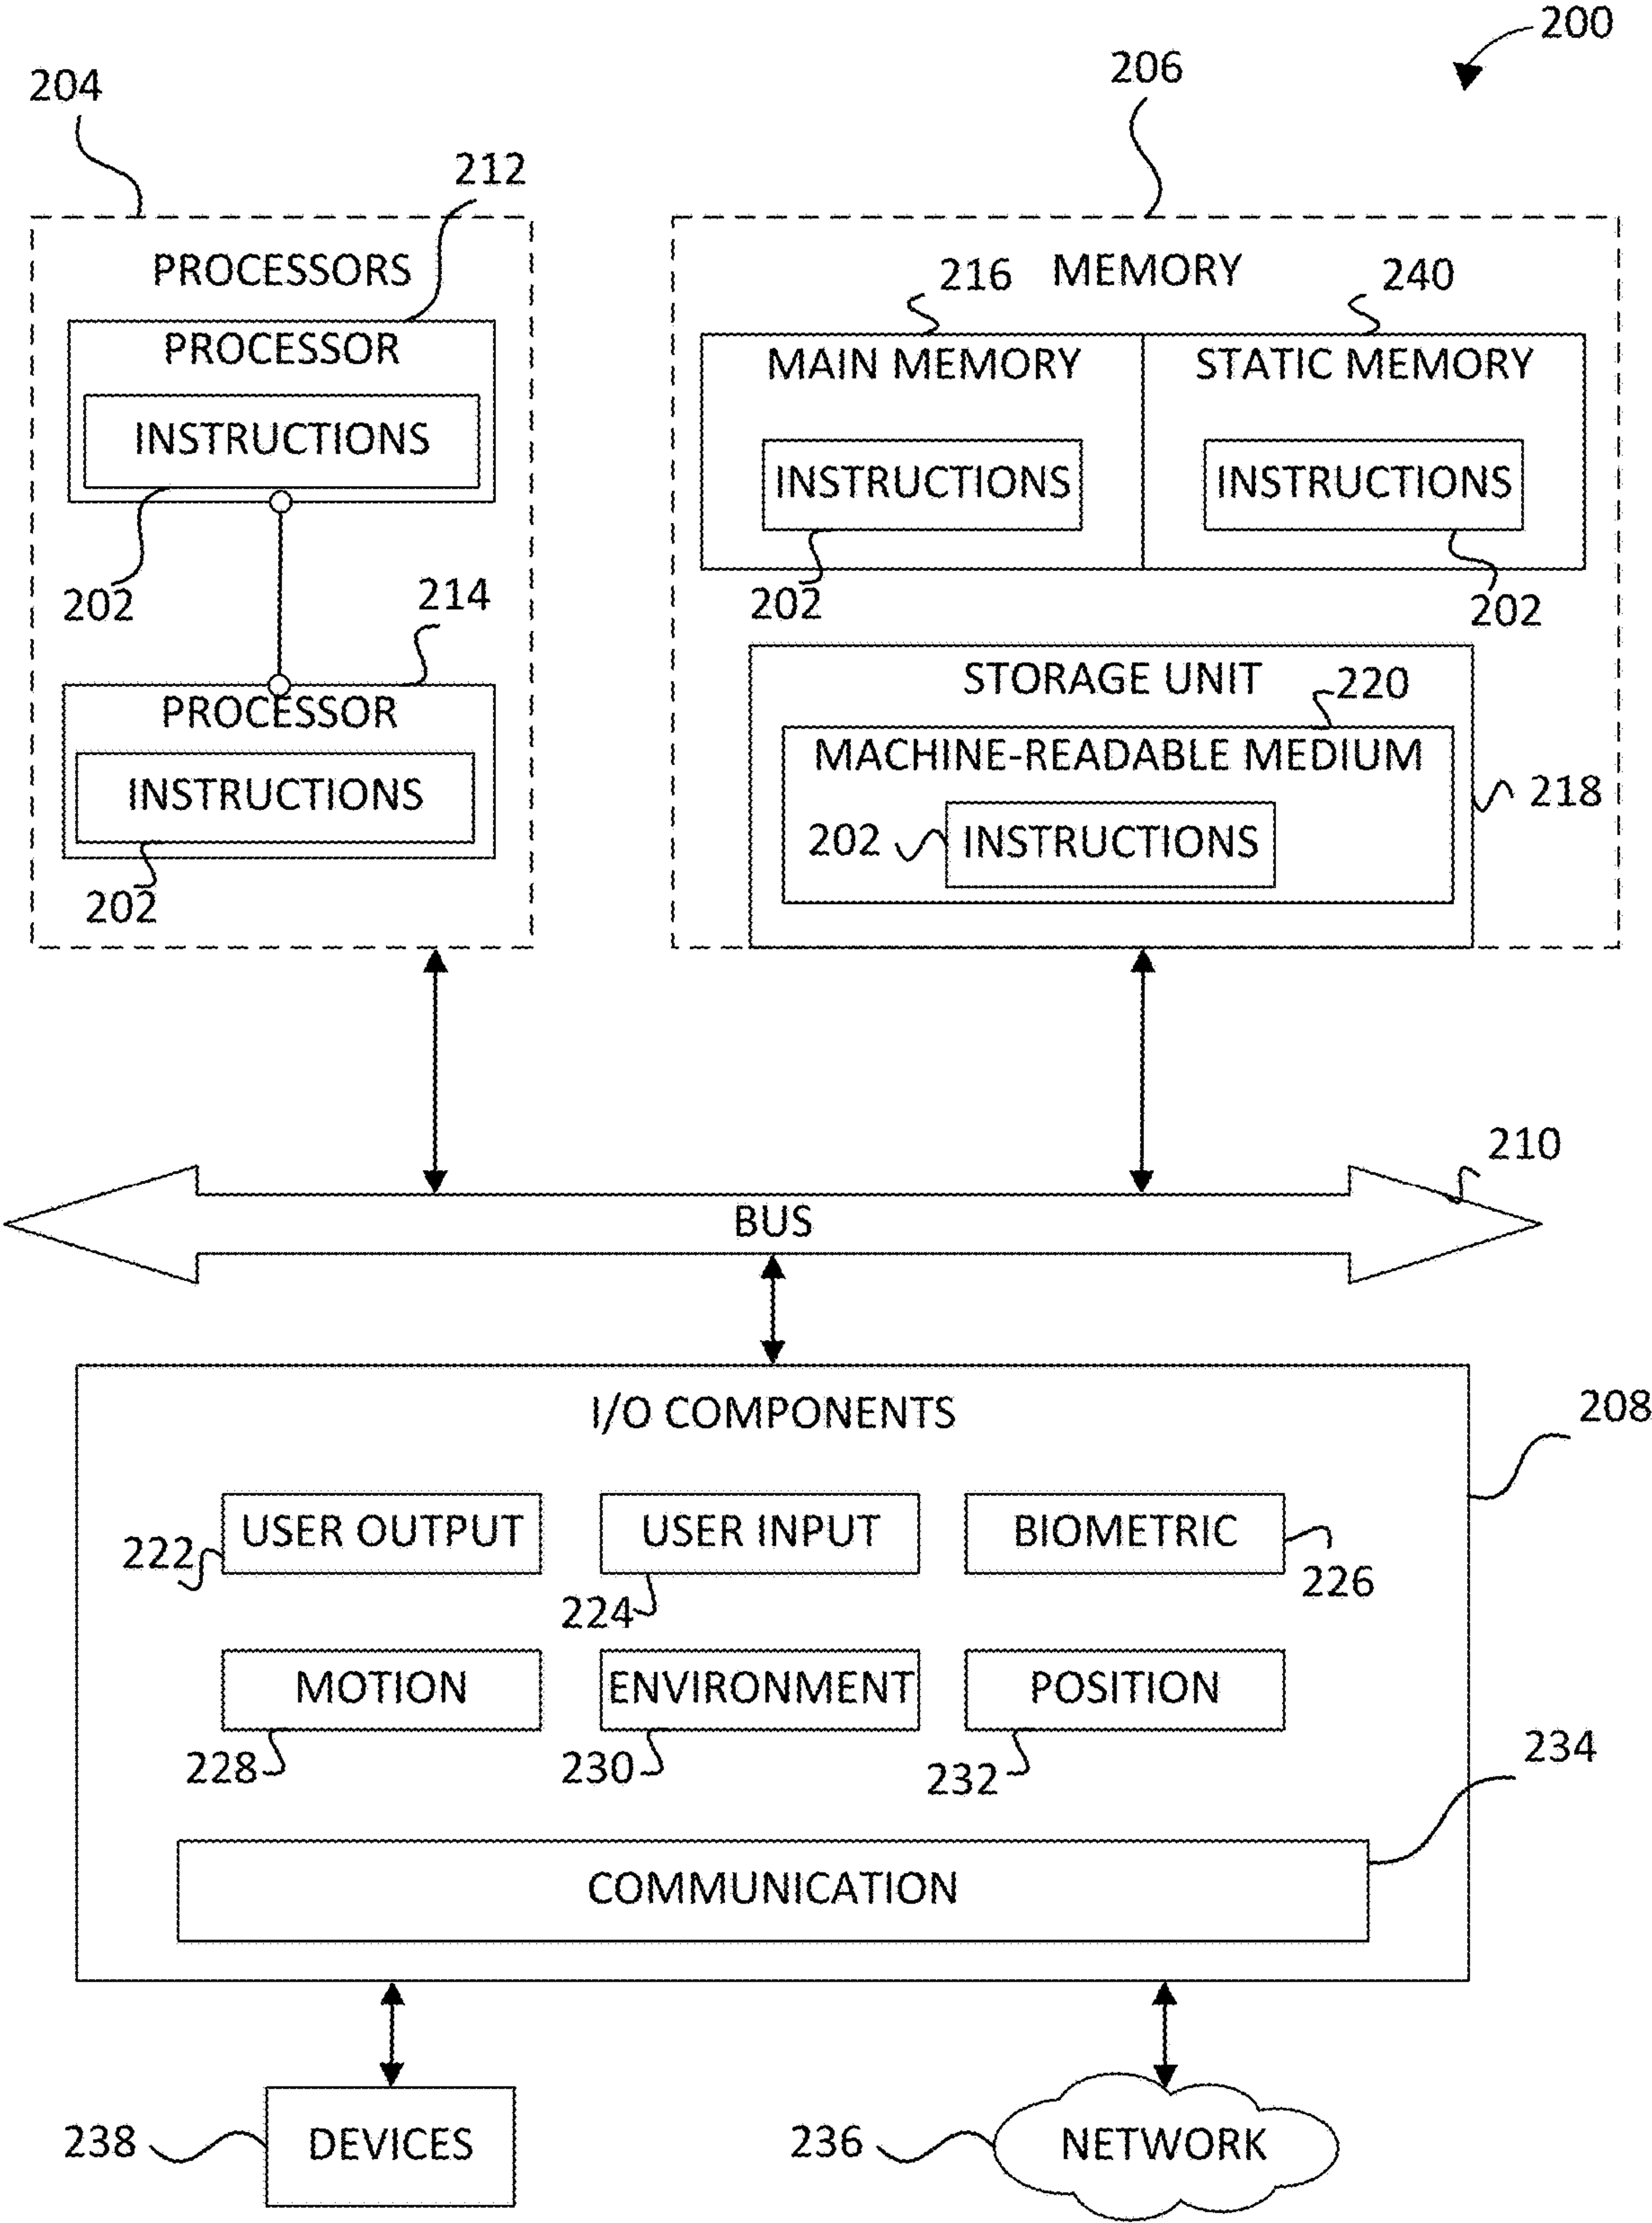 200
204
206
212
PROCESSORS
216 MEMORY 240
PROCESSOR
MAIN MEMORY
STATIC MEMORY
INSTRUCTIONS
INSTRUCTIONS
INSTRUCTIONS
202
214
202
202
STORAGE UNIT
220
PROCESSOR
MACHINE-READABLE MEDIUM
INSTRUCTIONS
218
202 INSTRUCTIONS
202
210
BUS
I/O COMPONENTS
208
USER OUTPUT
USER INPUT
BIOMETRIC
222
224
226
MOTION
ENVIRONMENT
POSITION
228
230
232
234
COMMUNICATION
238
DEVICES
236
NETWORK